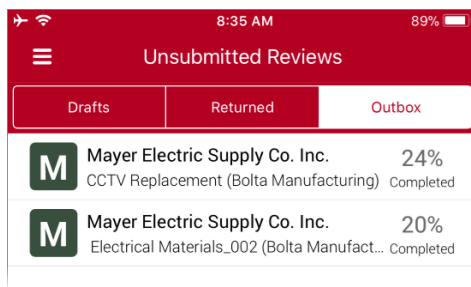 8:35 AM
89%
Unsubmitted Reviews
Drafts Returned Outbox
M Mayer Electric Supply Co. Inc. 24%
CCTV Replacement (Bolta Manufacturing) Completed
M Mayer Electric Supply Co. Inc. 20%
Electrical Materials_002 (Bolta Manufact... Completed